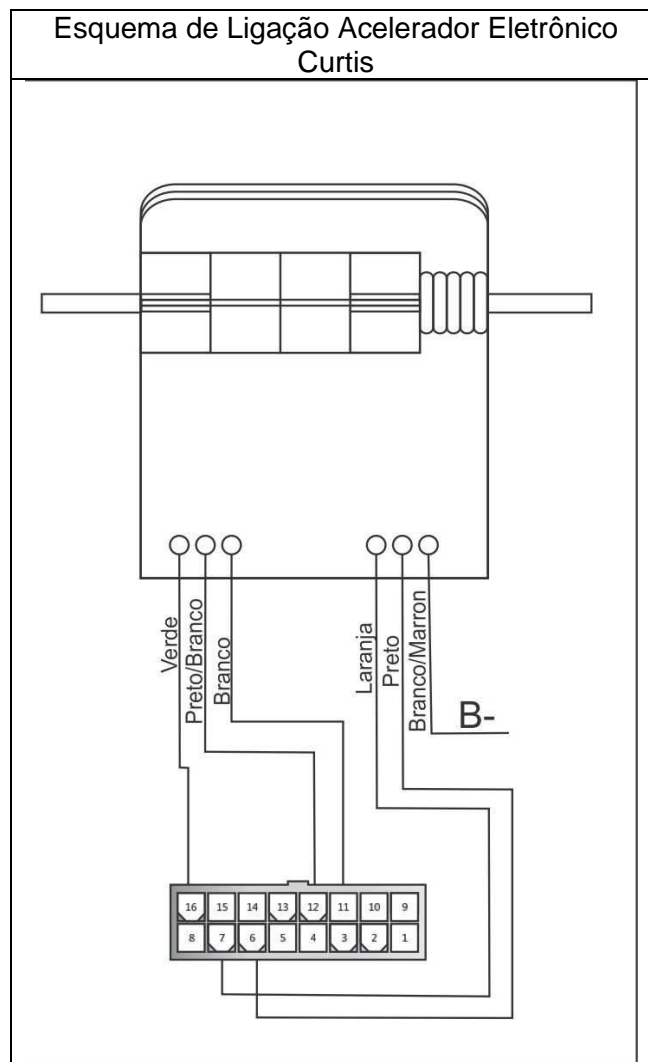 Esquema de Ligação Acelerador Eletrônico
Curtis
Verde
Preto/Branco
Branco
Laranja
Preto
Branco/Marron
B-
16 15 14 13 12 11 10 9
8 7 6 5 4 3 2 1